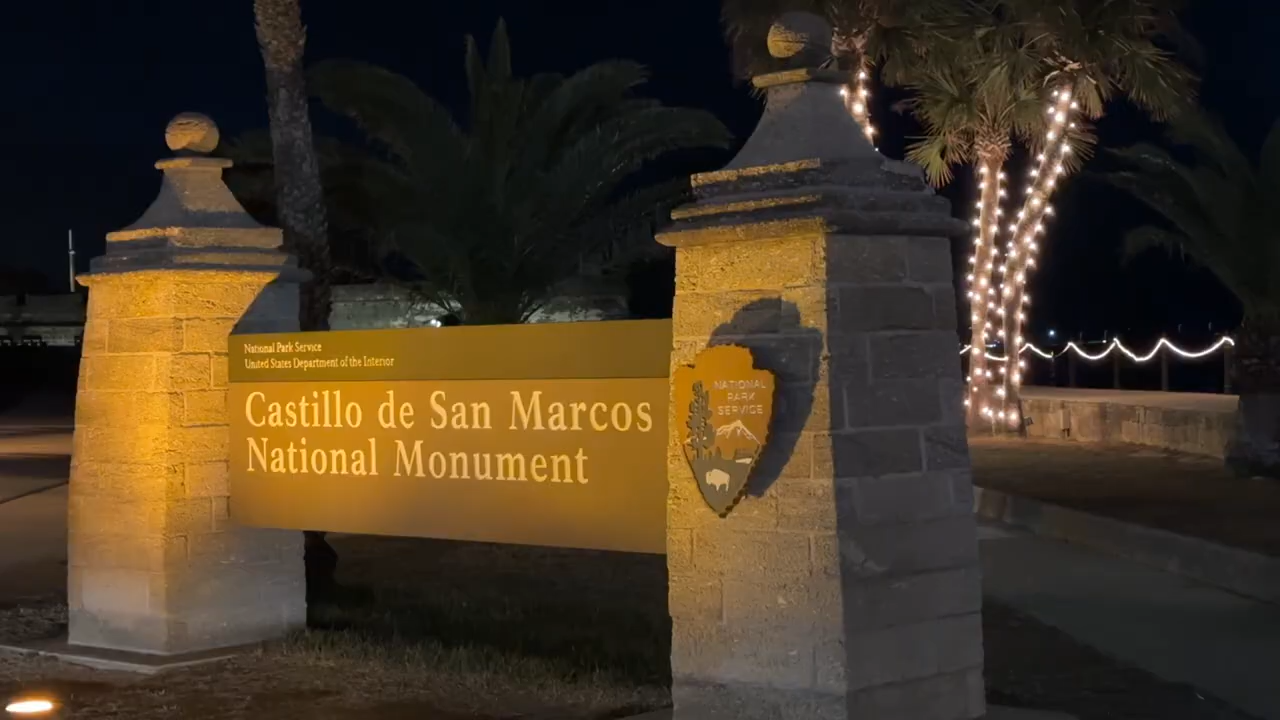 National Park Service
United States Department of the Interior
Castillo de San Marcos
National Monument
NATIONAL
PARK
SERVICE